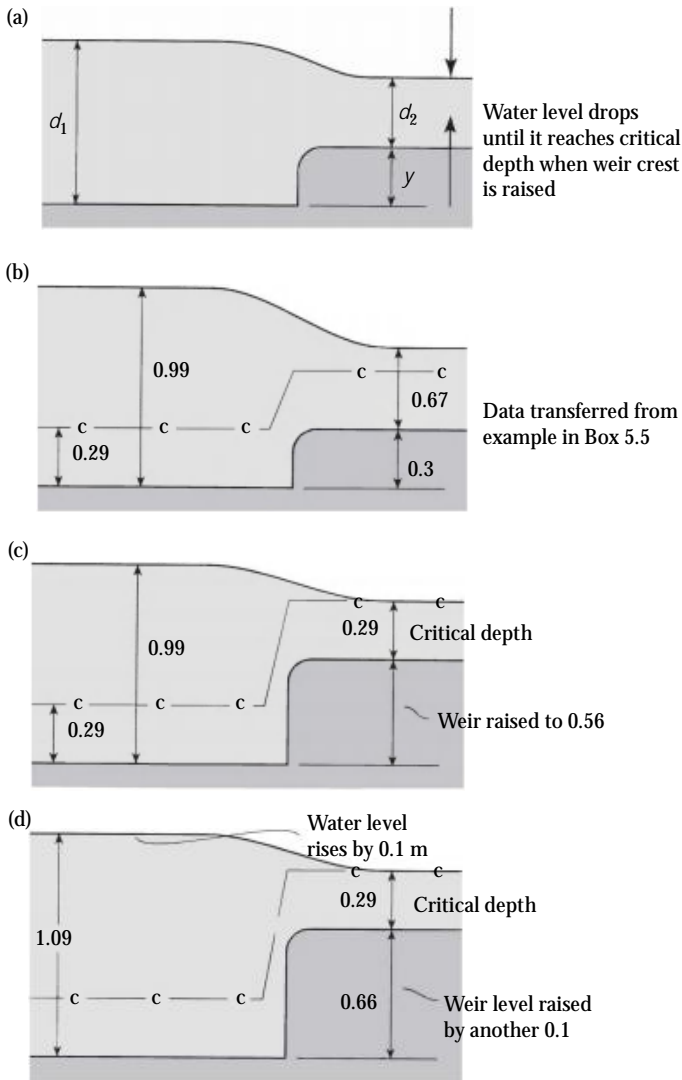 (a)
d1
d2
y
Water level drops
until it reaches critical
depth when weir crest
is raised
(b)
0.99
c c
0.67
c c c
0.29
0.3
Data transferred from
example in Box 5.5
(c)
c c
0.29
Critical depth
0.99
c c c
0.29
Weir raised to 0.56
(d)
Water level
rises by 0.1 m
c c
0.29
Critical depth
1.09
c c c
0.66
Weir level raised
by another 0.1